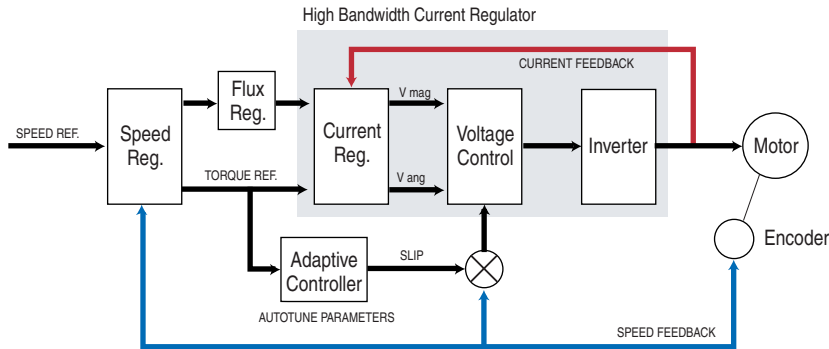 High Bandwidth Current Regulator
CURRENT FEEDBACK
Flux
Reg.
V mag
SPEED REF.
Speed
Reg.
Current
Reg.
Voltage
Control
Inverter
Motor
TORQUE REF.
V ang
Adaptive
Controller
SLIP
Encoder
AUTOTUNE PARAMETERS
SPEED FEEDBACK